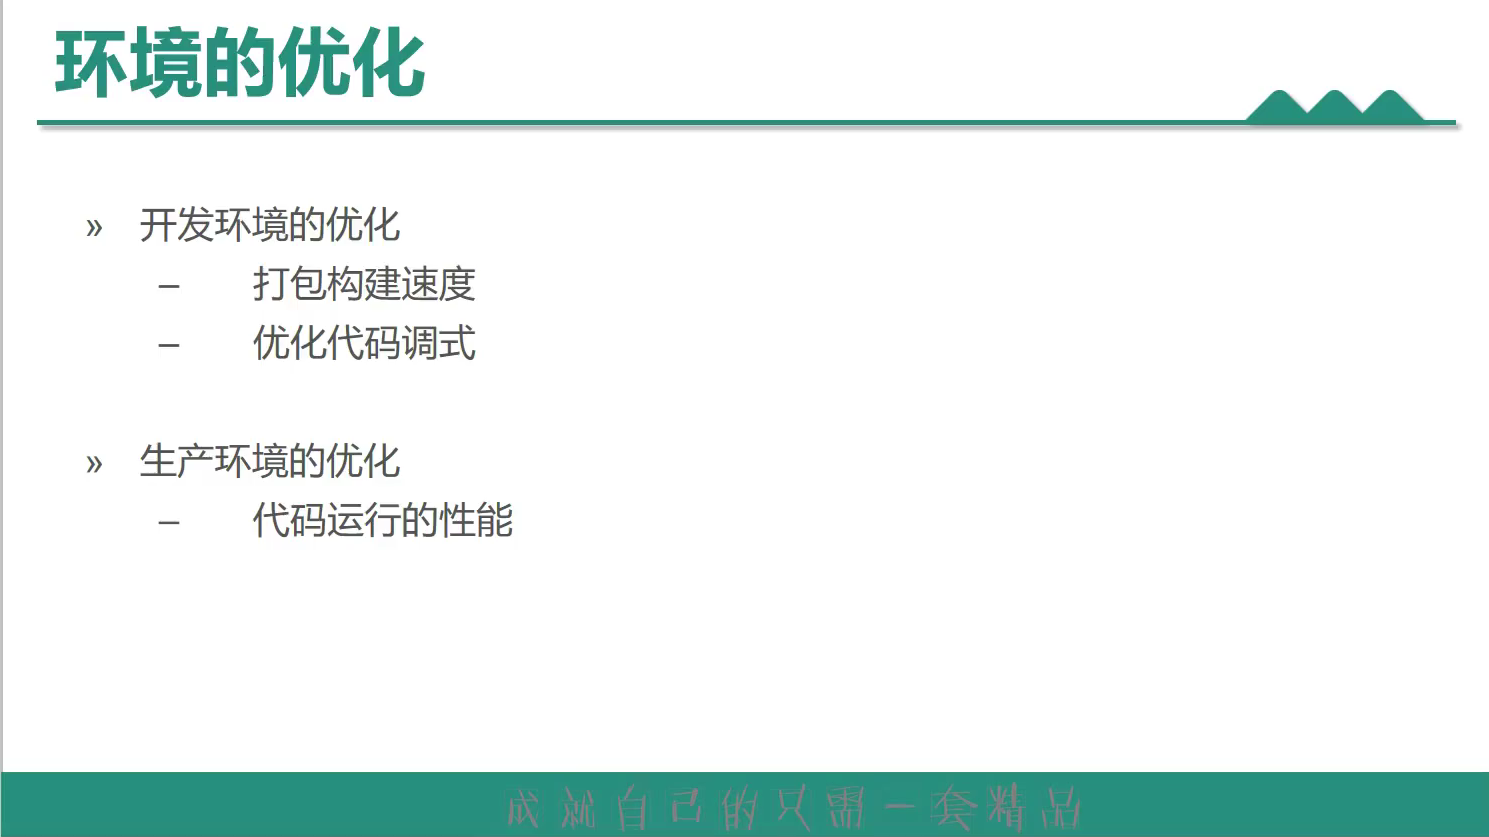 环境的优化
» 开发环境的优化
– 打包构建速度
– 优化代码调式
» 生产环境的优化
– 代码运行的性能
成就自己的只需一套精品